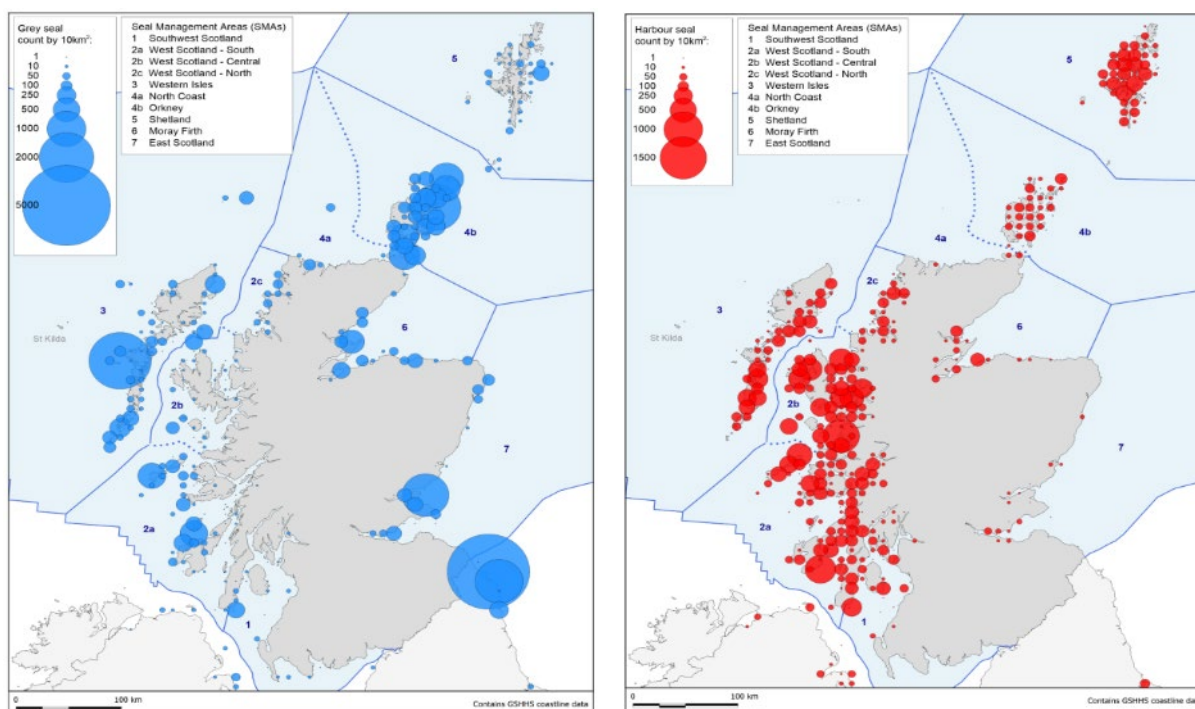 Grey seal
count by 10km²:
1
10
50
100
250
500
1000
2000
5000
Seal Management Areas (SMAs)
1 Southwest Scotland
2a West Scotland - South
2b West Scotland - Central
2c West Scotland - North
3 Western Isles
4a North Coast
4b Orkney
5 Shetland
6 Moray Firth
7 East Scotland
5
4a
4b
2c
3
St Kilda
6
2b
7
2a
1
0
100 km
Contains GSHHS coastline data
Harbour seal
count by 10km²:
1
10
50
100
250
500
1000
1500
Seal Management Areas (SMAs)
1 Southwest Scotland
2a West Scotland - South
2b West Scotland - Central
2c West Scotland - North
3 Western Isles
4a North Coast
4b Orkney
5 Shetland
6 Moray Firth
7 East Scotland
5
4a
4b
2c
3
St Kilda
6
2b
7
2a
1
0
100 km
Contains GSHHS coastline data